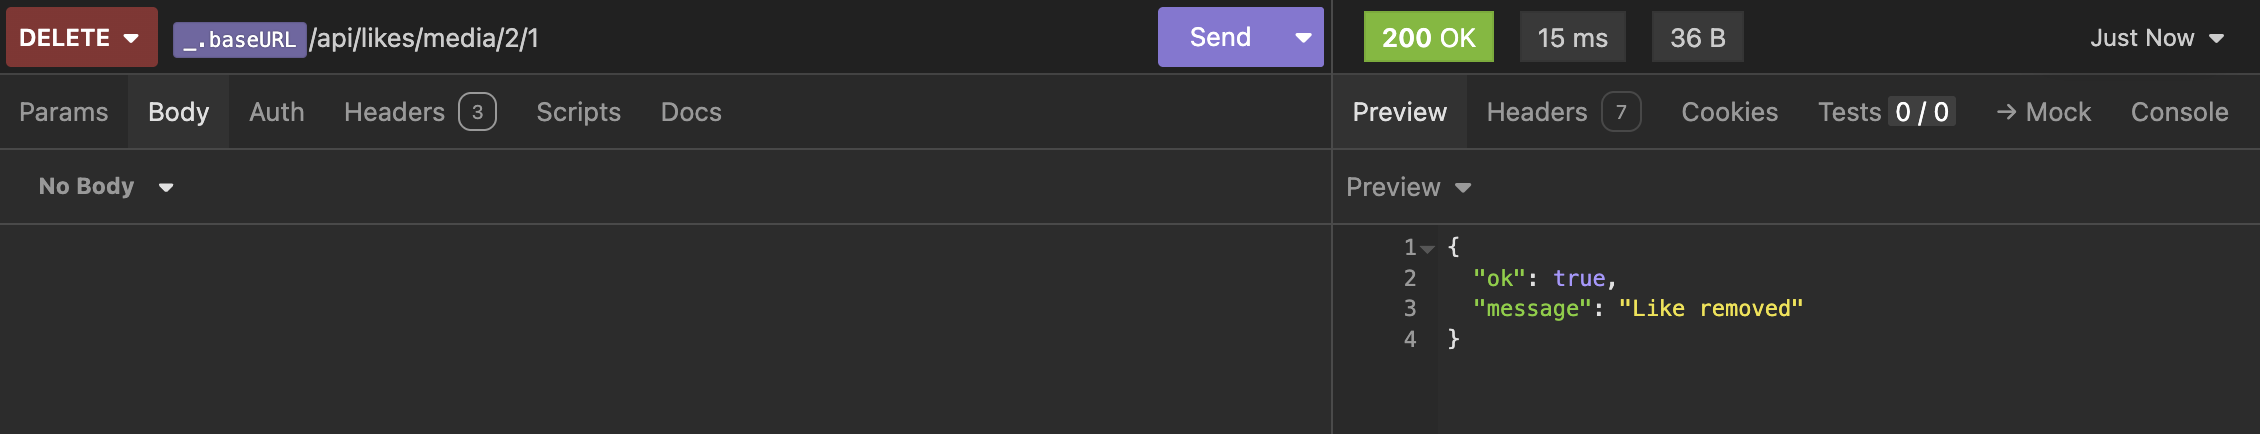 DELETE _.baseURL /api/likes/media/2/1 Send 200 OK 15 ms 36 B Just Now
Params Body Auth Headers 3 Scripts Docs Preview Headers 7 Cookies Tests 0 / 0 → Mock Console
No Body Preview
1 {
2 "ok": true,
3 "message": "Like removed"
4 }